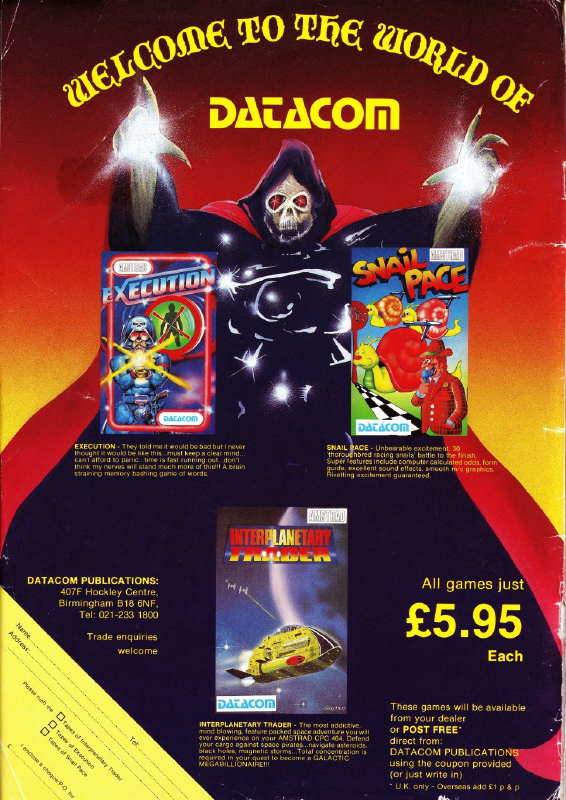 WELCOME TO THE WORLD OF
DATACOM
AMSTRAD
EXECUTION
DATACOM
AMSTRAD
SNAIL
PACE
DATACOM
EXECUTION - They told me it would be bad but I never
thought it would be like this...must keep a clear mind...
can't afford to panic...time is fast running out...don't
think my nerves will stand much more of this!!! A brain
straining memory bashing game of words.
SNAIL PACE - Unbearable excitement. 30
'thoroughbred racing snails' battle to the finish.
Super features include computer calculated odds, form
guide, excellent sound effects, smooth m/c graphics.
Rivetting excitement guaranteed.
AMSTRAD
INTERPLANETARY
TRADER
DATACOM
INTERPLANETARY TRADER - The most addictive,
mind blowing, feature packed space adventure you will
ever experience on your AMSTRAD CPC 464. Defend
your cargo against space pirates...navigate asteroids,
black holes, magnetic storms...Total concentration is
required in your quest to become a GALACTIC
MEGABILLIONAIRE!!!
DATACOM PUBLICATIONS:
407F Hockley Centre,
Birmingham B18 6NF,
Tel: 021-233 1800
Trade enquiries
welcome
All games just
£5.95
Each
These games will be available
from your dealer
or POST FREE*
direct from:
DATACOM PUBLICATIONS
using the coupon provided
(or just write in)
* U.K. only - Overseas add £1 p & p
Name
Address:
Tel:
Please rush me
Tapes of Interplanetary Trader
Tapes of Execution
Tapes of Snail Pace
I enclose a cheque/P.O. for
£